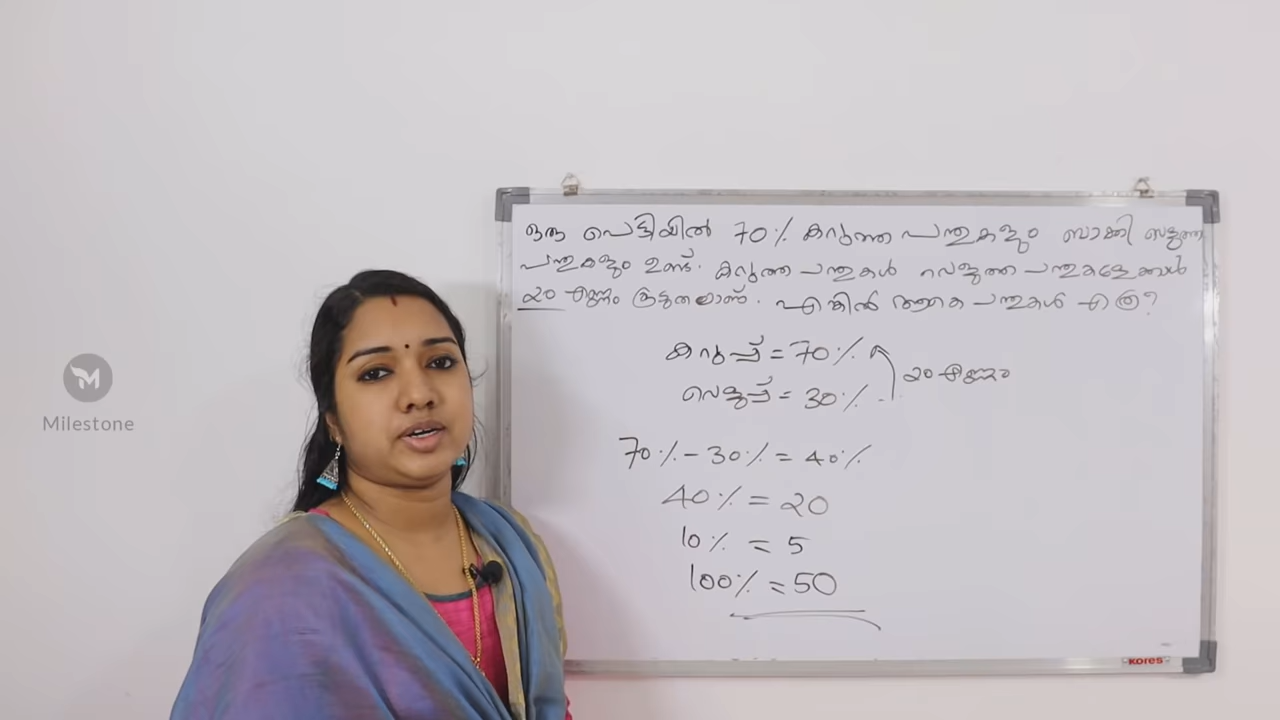 ഒരു പെട്ടിയിൽ 70% കറുത്ത പന്തുകളും ബാക്കി വെളുത്ത
പന്തുകളും ഉണ്ട്. കറുത്ത പന്തുകൾ വെളുത്ത പന്തുകളേക്കാൾ
20 എണ്ണം കൂടുതലാണ്. എങ്കിൽ ആകെ പന്തുകൾ എത്ര?
കറുപ്പ് = 70%
20 എണ്ണം
വെളുപ്പ് = 30%
70% - 30% = 40%
40% = 20
10% = 5
100% = 50
Milestone
KORES